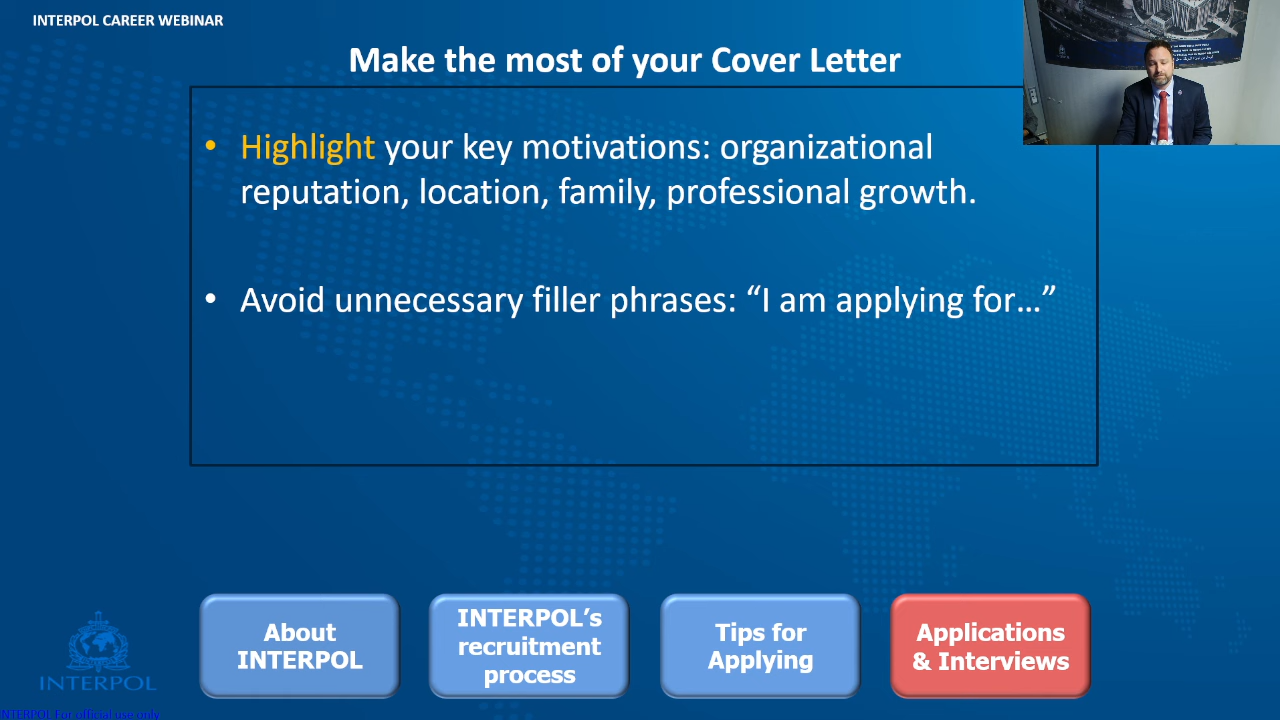 INTERPOL CAREER WEBINAR
Make the most of your Cover Letter
• Highlight your key motivations: organizational
reputation, location, family, professional growth.
• Avoid unnecessary filler phrases: “I am applying for…”
About
INTERPOL
INTERPOL’s
recruitment
process
Tips for
Applying
Applications
& Interviews
INTERPOL
INTERPOL For official use only